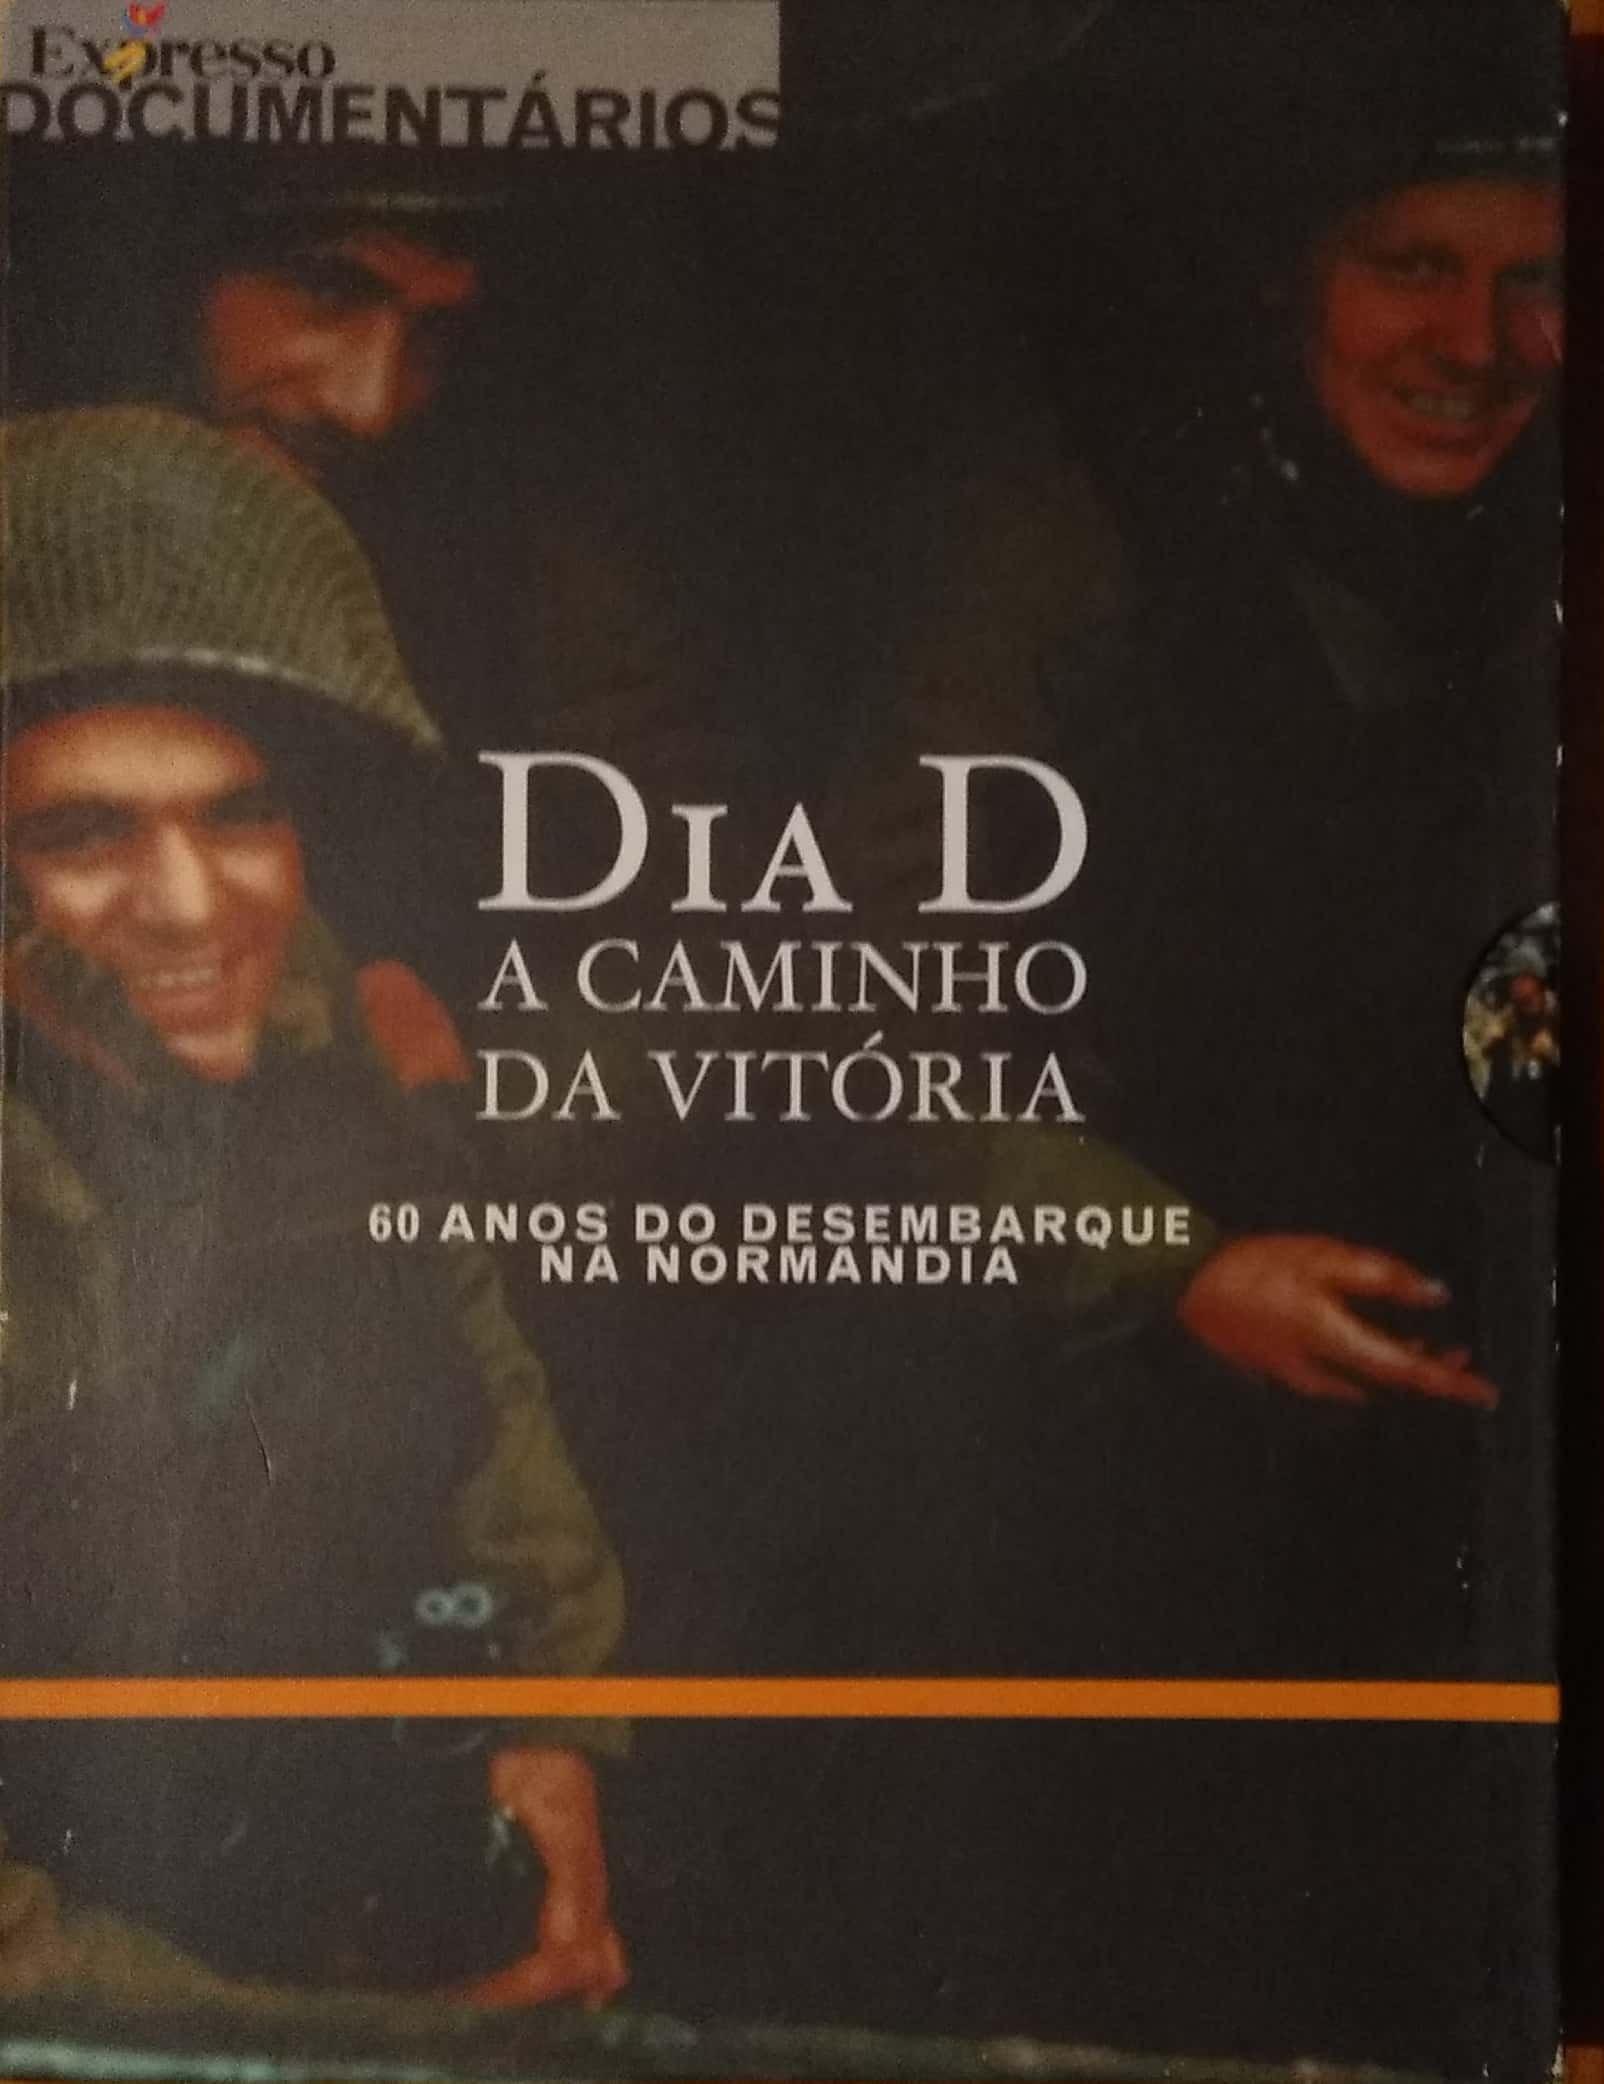 Expresso
DOCUMENTÁRIOS
DIA D
A CAMINHO
DA VITÓRIA
60 ANOS DO DESEMBARQUE
NA NORMANDIA